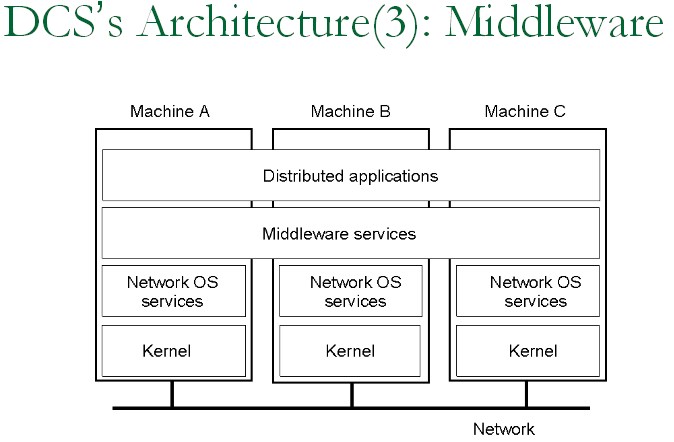 DCS's Architecture(3): Middleware
Machine A
Machine B
Machine C
Distributed applications
Middleware services
Network OS
services
Network OS
services
Network OS
services
Kernel
Kernel
Kernel
Network